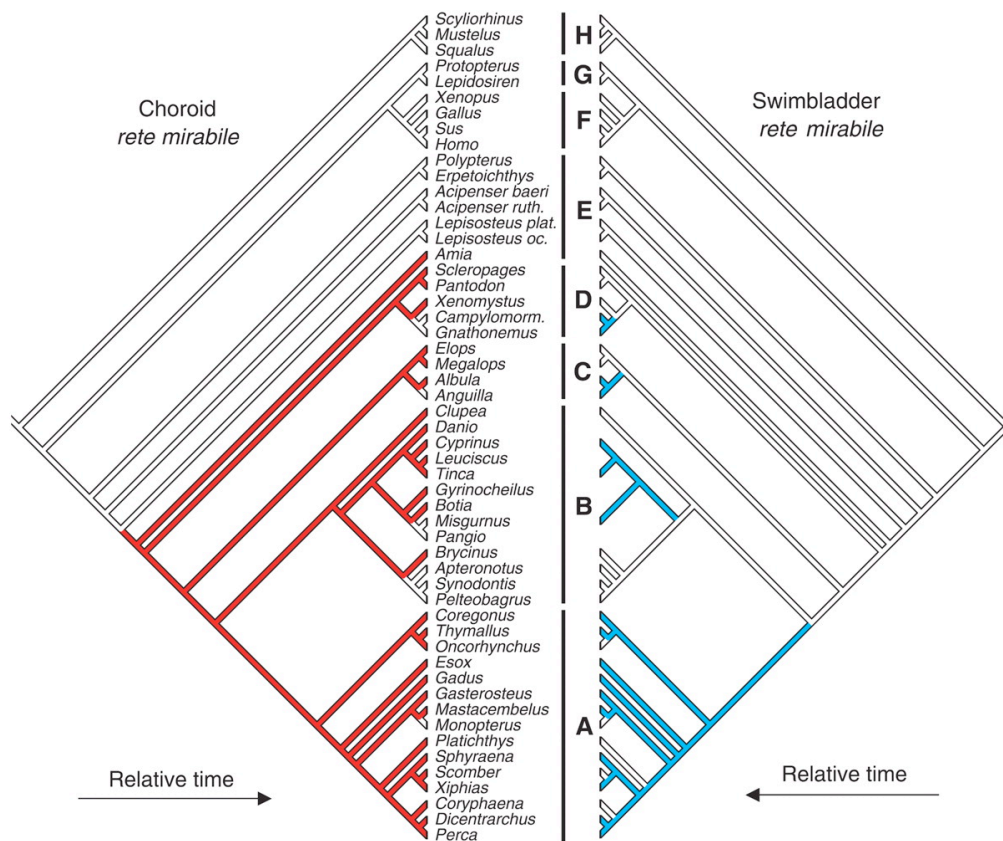 Choroid
rete mirabile
Scyliorhinus
Mustelus
Squalus
Protopterus
Lepidosiren
Xenopus
Gallus
Sus
Homo
Polypterus
Erpetoichthys
Acipenser baeri
Acipenser ruth.
Lepisosteus plat.
Lepisosteus oc.
Amia
Scleropages
Pantodon
Xenomystus
Campylomorm.
Gnathonemus
Elops
Megalops
Albula
Anguilla
Clupea
Danio
Cyprinus
Leuciscus
Tinca
Gyrinocheilus
Botia
Misgurnus
Pangio
Brycinus
Apteronotus
Synodontis
Pelteobagrus
Coregonus
Thymallus
Oncorhynchus
Esox
Gadus
Gasterosteus
Mastacembelus
Monopterus
Platichthys
Sphyraena
Scomber
Xiphias
Coryphaena
Dicentrarchus
Perca
H
G
F
E
D
C
B
A
Swimbladder
rete mirabile
Relative time
Relative time